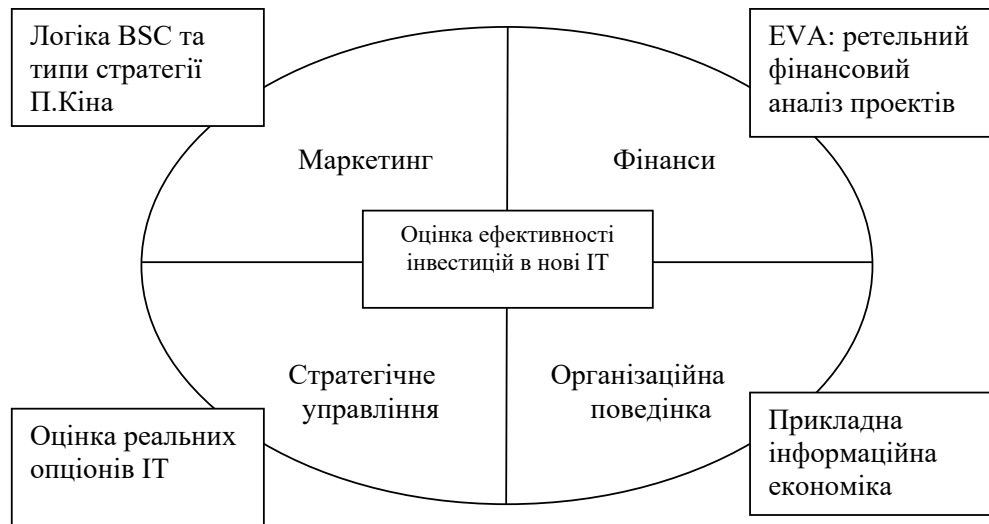 Логіка BSC та
типи стратегії
П.Кіна
EVA: ретельний
фінансовий
аналіз проектів
Маркетинг
Фінанси
Оцінка ефективності
інвестицій в нові ІТ
Стратегічне
управління
Організаційна
поведінка
Оцінка реальних
опціонів ІТ
Прикладна
інформаційна
економіка